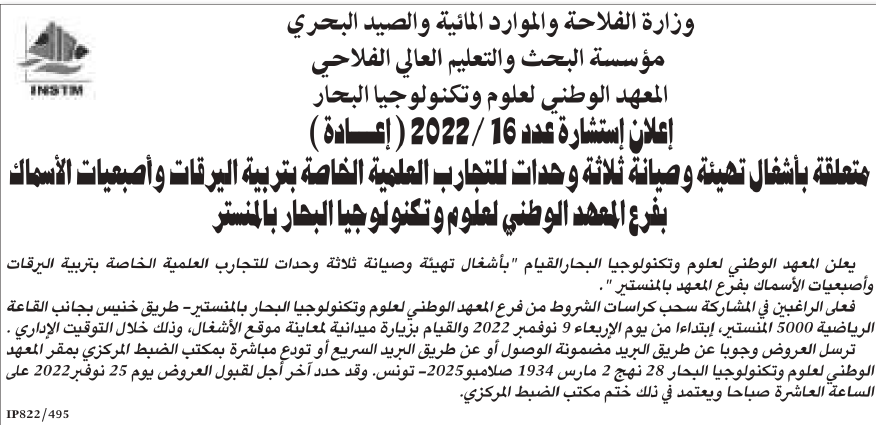 وزارة الفلاحة والموارد المائية والصيد البحري
مؤسسة البحث والتعليم العالي الفلاحي
المعهد الوطني لعلوم وتكنولوجيا البحار
INSTM
إعلان إستشارة عدد 16 /2022 ( إعـــادة )
متعلقة بأشغال تهيئة وصيانة ثلاثة وحدات للتجارب العلمية الخاصة بتربية اليرقات وأصبعيات الأسماك
بفرع المعهد الوطني لعلوم وتكنولوجيا البحار بالمنستر
يعلن المعهد الوطني لعلوم وتكنولوجيا البحارالقيام "بأشغال تهيئة وصيانة ثلاثة وحدات للتجارب العلمية الخاصة بتربية اليرقات
وأصبعيات الأسماك بفرع المعهد بالمنستير ".
فعلى الراغبين في المشاركة سحب كراسات الشروط من فرع المعهد الوطني لعلوم وتكنولوجيا البحار بالمنستير- طريق خنيس بجانب القاعة
الرياضية 5000 المنستير، إبتداءا من يوم الإربعاء 9 نوفمبر 2022 والقيام بزيارة ميدانية لمعاينة موقع الأشغال، وذلك خلال التوقيت الإداري .
ترسل العروض وجوبا عن طريق البريد مضمونة الوصول أو عن طريق البريد السريع أو تودع مباشرة بمكتب الضبط المركزي بمقر المعهد
الوطني لعلوم وتكنولوجيا البحار 28 نهج 2 مارس 1934 صلامبو2025- تونس. وقد حدد آخر أجل لقبول العروض يوم 25 نوفبر2022 على
الساعة العاشرة صباحا ويعتمد في ذلك ختم مكتب الضبط المركزي.
IP822/495